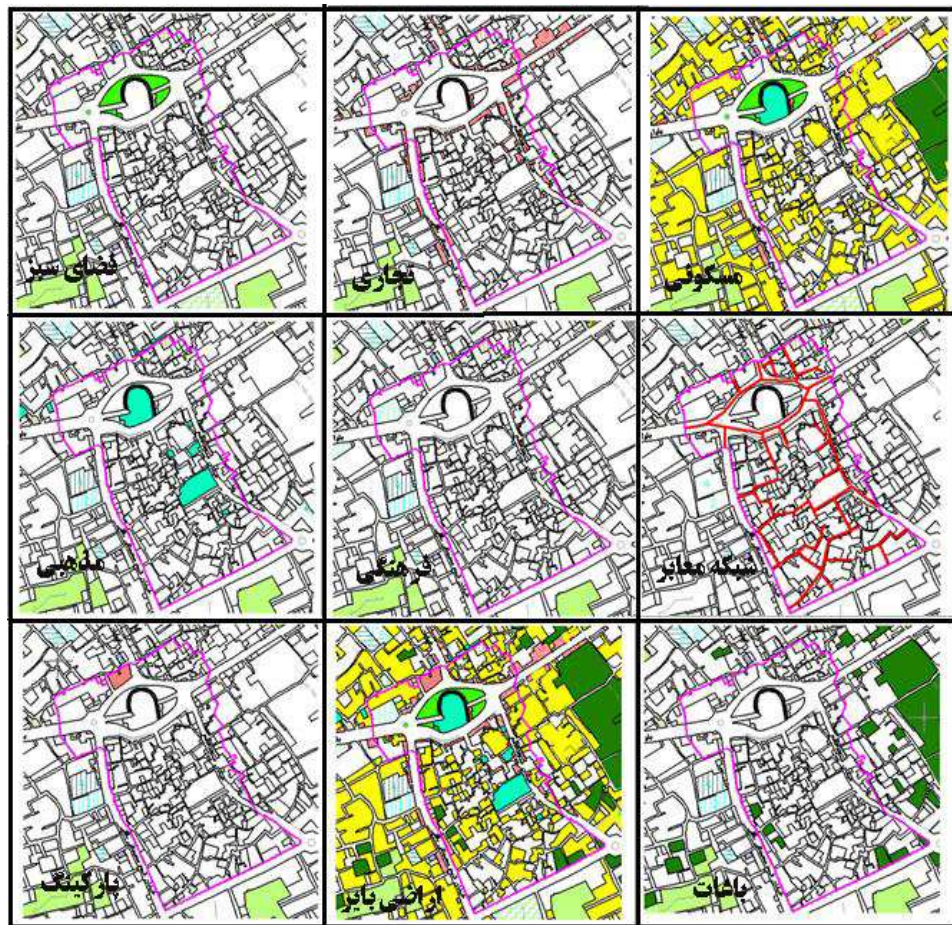 مسکونی
تجاری
فضای سبز
شبکه معابر
فرهنگی
مذهبی
باغات
اراضی بایر
پارکینگ